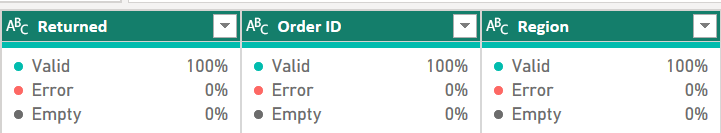 ABC Returned ABC Order ID ABC Region
Valid 100% Valid 100% Valid 100%
Error 0% Error 0% Error 0%
Empty 0% Empty 0% Empty 0%